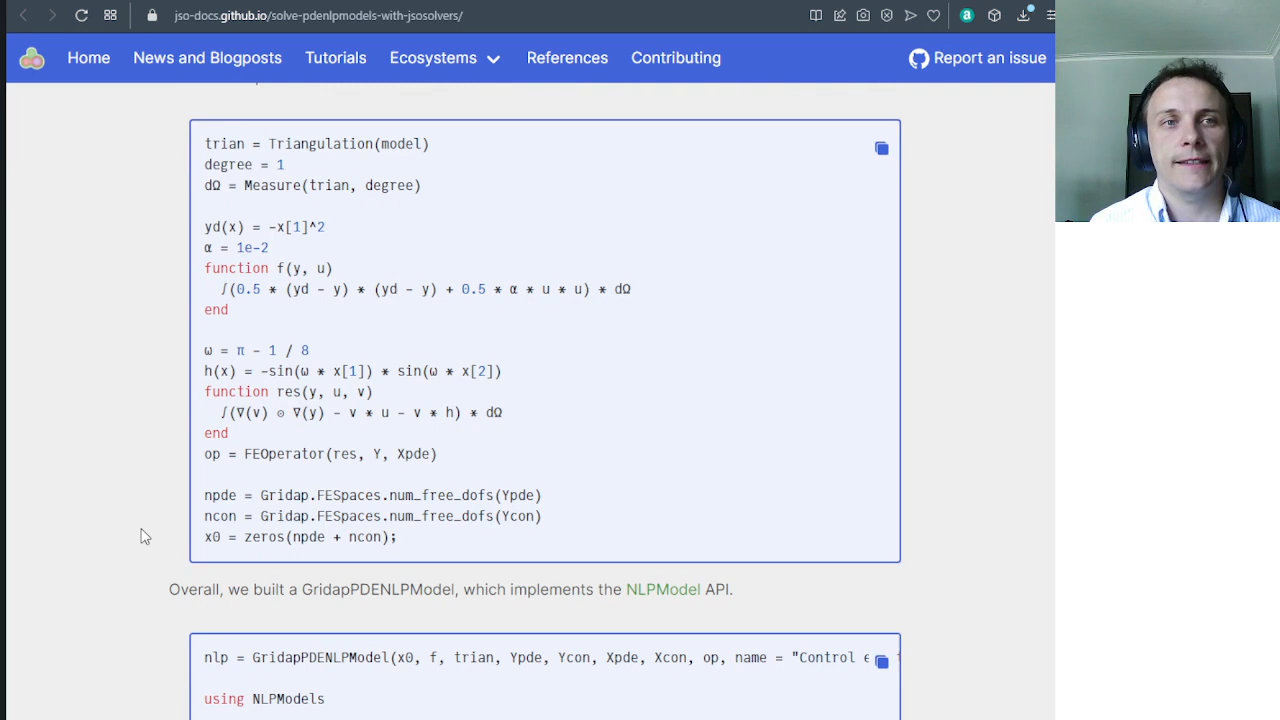 jso-docs.github.io/solve-pdenlpmodels-with-jsosolvers/
Home News and Blogposts Tutorials Ecosystems References Contributing Report an issue
trian = Triangulation(model)
degree = 1
dΩ = Measure(trian, degree)
yd(x) = -x[1]^2
α = 1e-2
function f(y, u)
∫(0.5 * (yd - y) * (yd - y) + 0.5 * α * u * u) * dΩ
end
ω = π - 1 / 8
h(x) = -sin(ω * x[1]) * sin(ω * x[2])
function res(y, u, v)
∫(∇(v) ⊙ ∇(y) - v * u - v * h) * dΩ
end
op = FEOperator(res, Y, Xpde)
npde = Gridap.FESpaces.num_free_dofs(Ypde)
ncon = Gridap.FESpaces.num_free_dofs(Ycon)
x0 = zeros(npde + ncon);
Overall, we built a GridapPDENLPModel, which implements the NLPModel API.
nlp = GridapPDENLPModel(x0, f, trian, Ypde, Ycon, Xpde, Xcon, op, name = "Control
using NLPModels